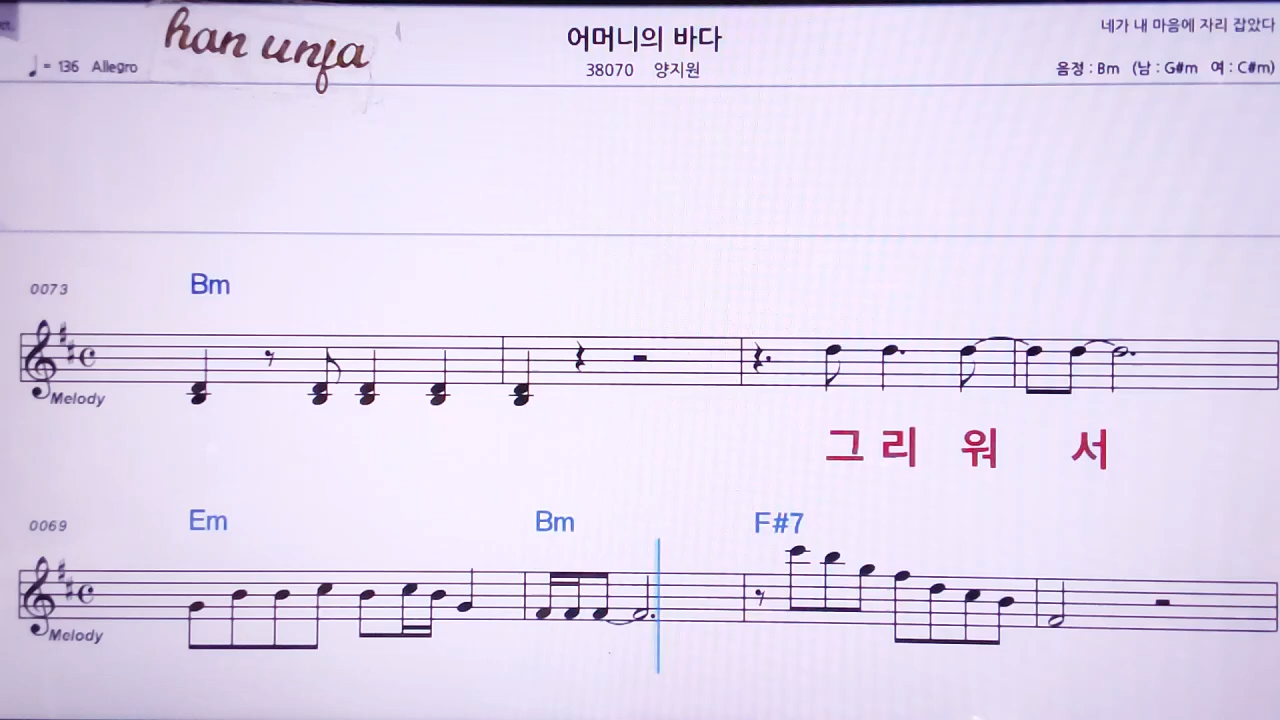 han unfa
어머니의 바다
네가 내 마음에 자리 잡았다
♩= 136 Allegro
38070 양지원
음정 : Bm (남 : G#m 여 : C#m)
0073
Bm
Melody
그 리 워 서
0069
Em Bm F#7
Melody